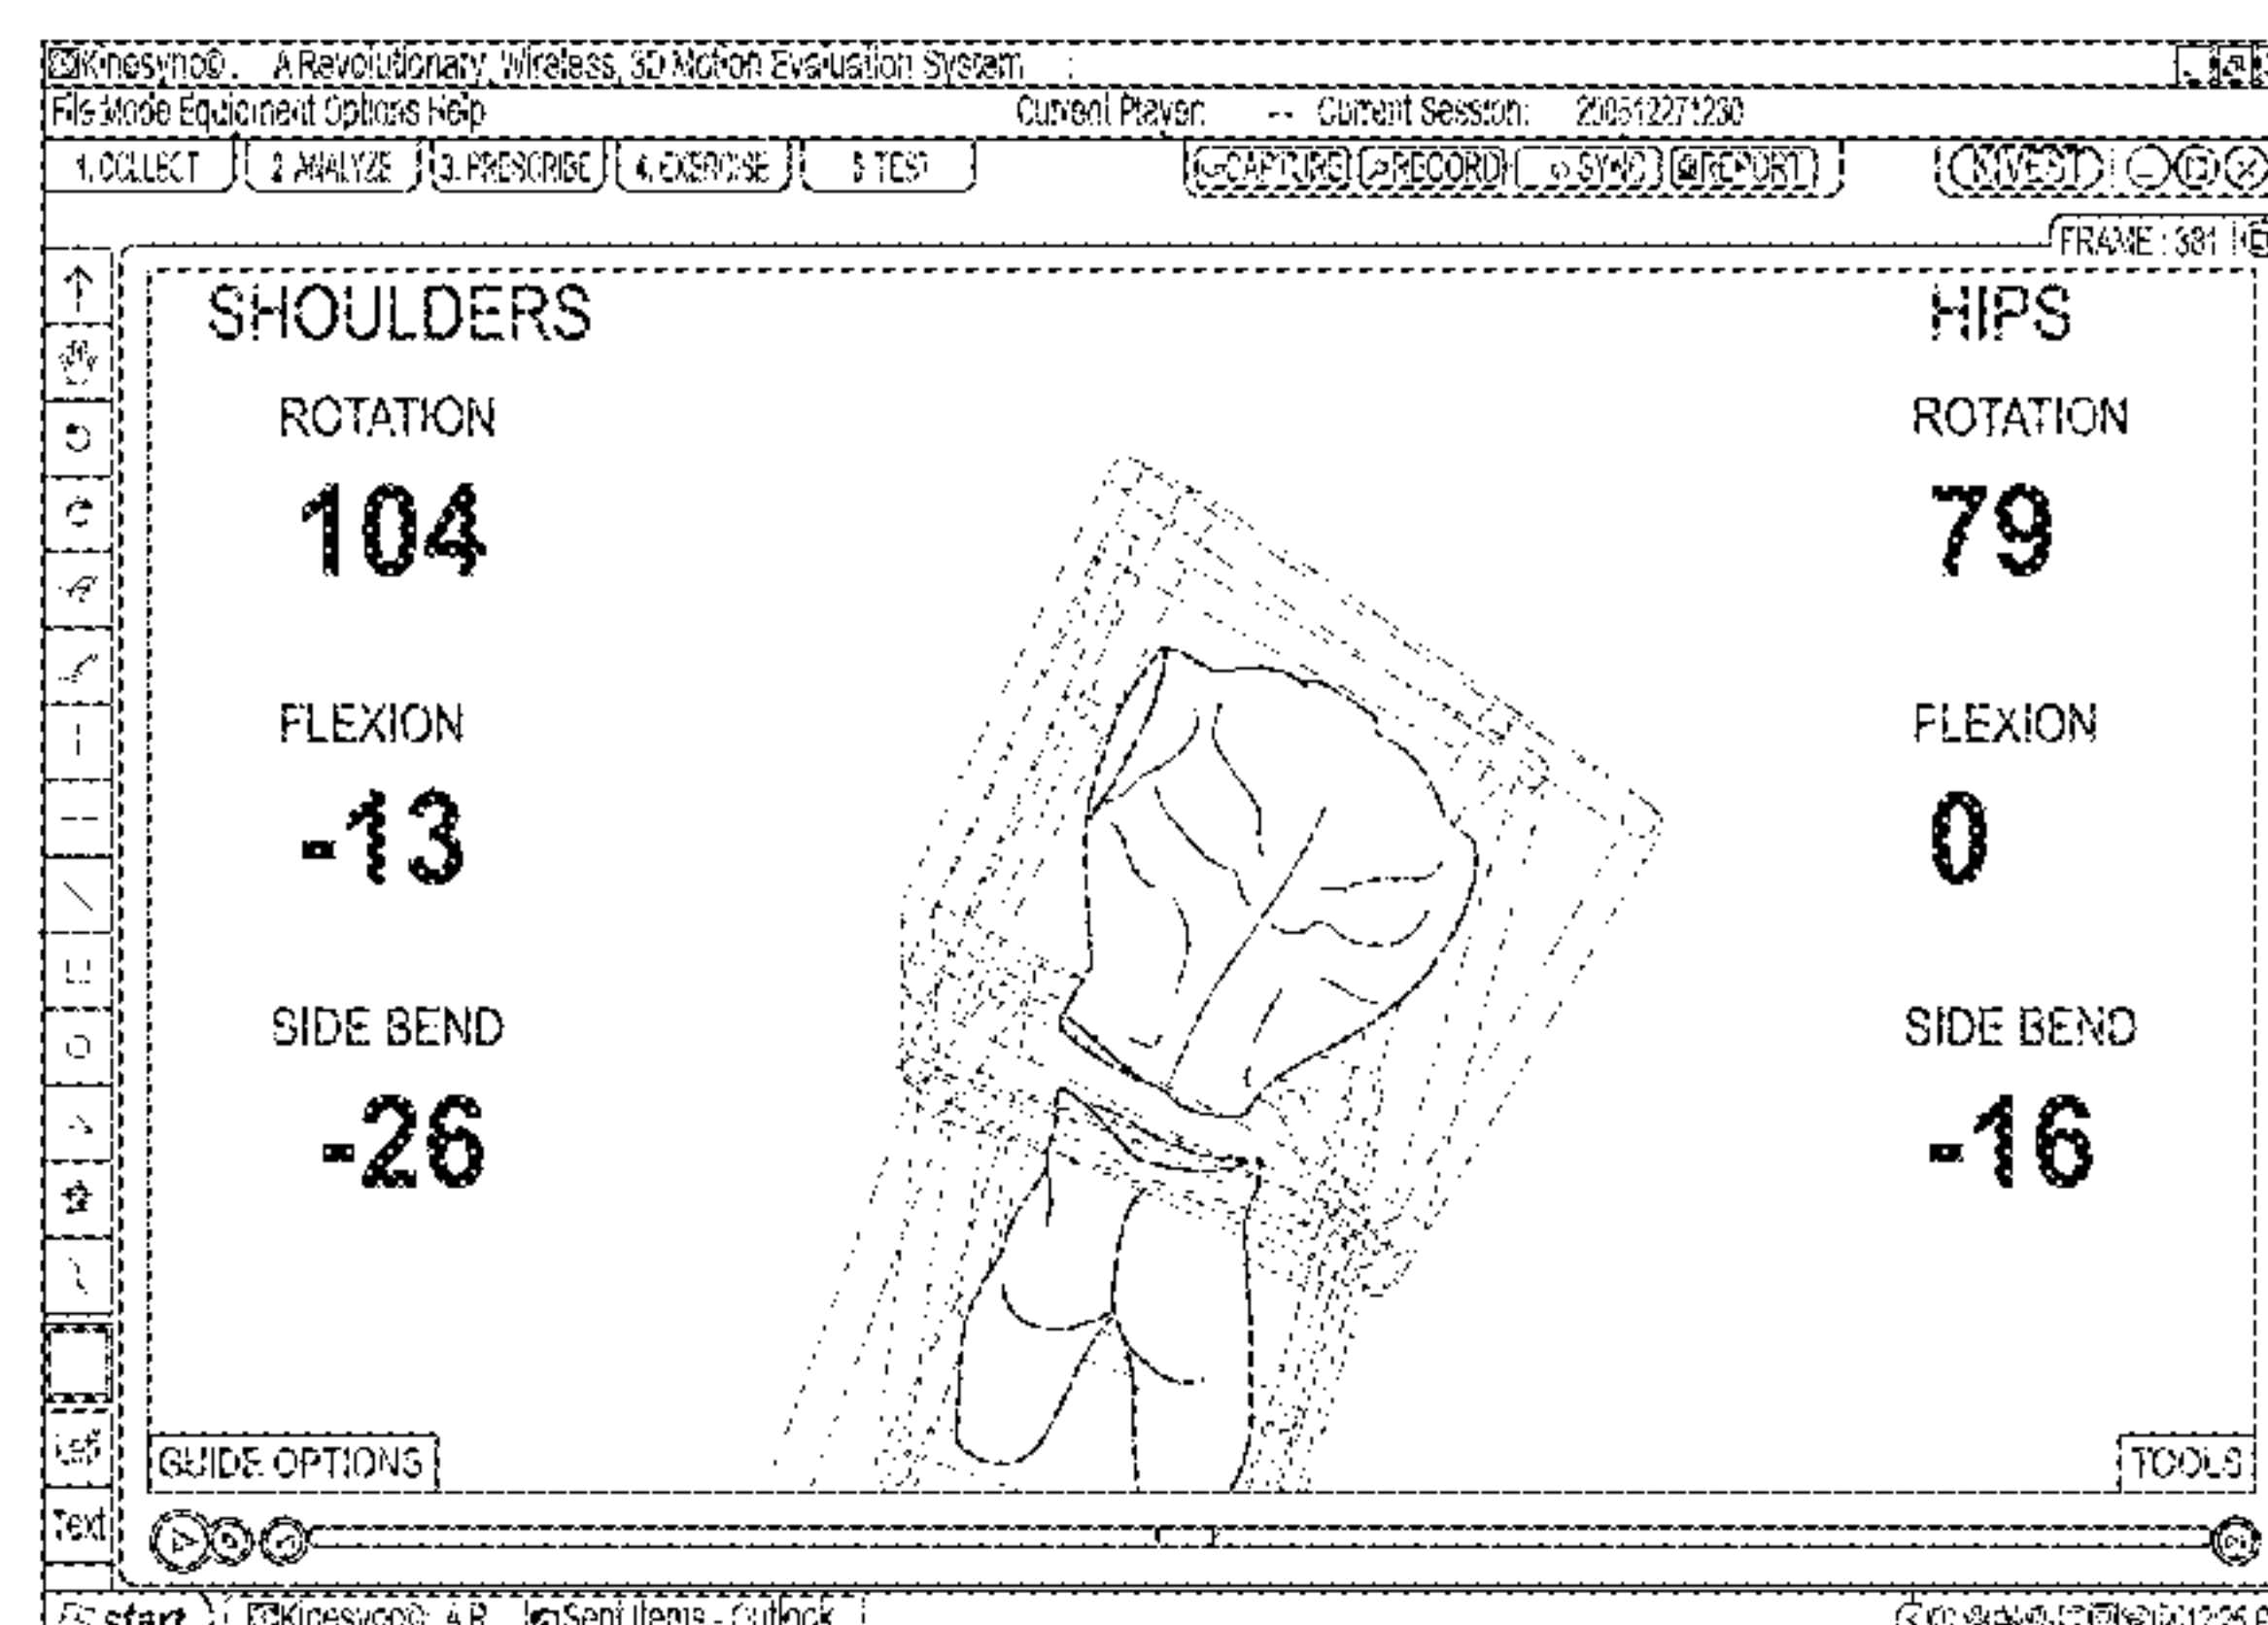 Kinesync©. A Revolutionary, Wireless, 3D Motion Evaluation System
File Mode Equipment Options Help Current Player: -- Current Session: 200512271230
1. COLLECT 2. ANALYZE 3. PRESCRIBE 4. EXERCISE 5 TEST CAPTURE RECORD SYNC REPORT
FRAME : 381
SHOULDERS HIPS
ROTATION ROTATION
104 79
FLEXION FLEXION
-13 0
SIDE BEND SIDE BEND
-26 -16
GUIDE OPTIONS TOOLS
Text
start Kinesync©. A R... Sent Items - Outlook